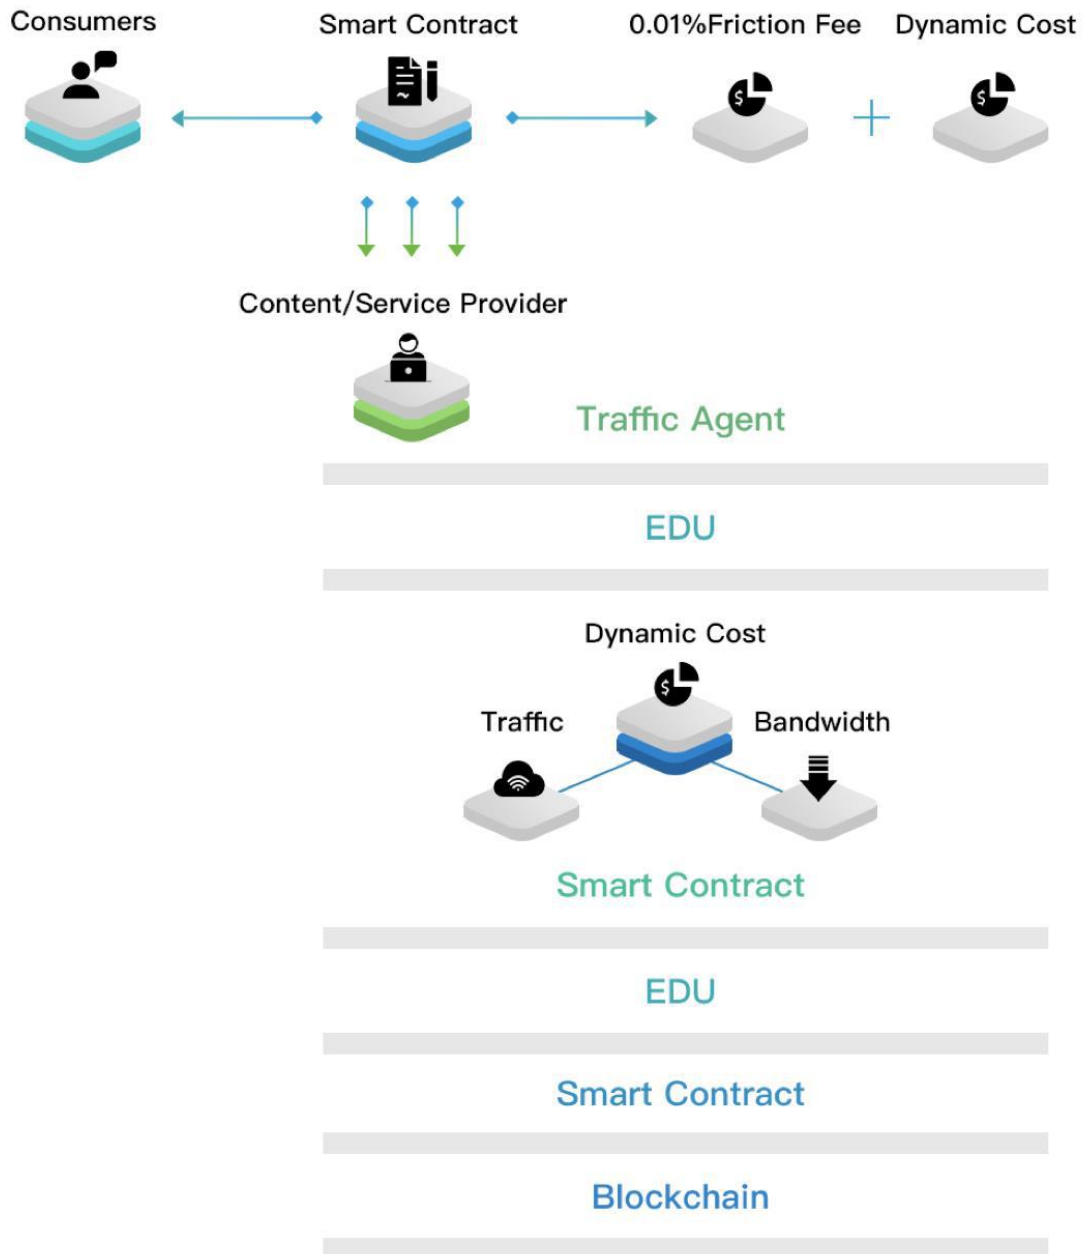 Consumers
Smart Contract
0.01%Friction Fee
Dynamic Cost
Content/Service Provider
Traffic Agent
EDU
Dynamic Cost
Traffic
Bandwidth
Smart Contract
EDU
Smart Contract
Blockchain